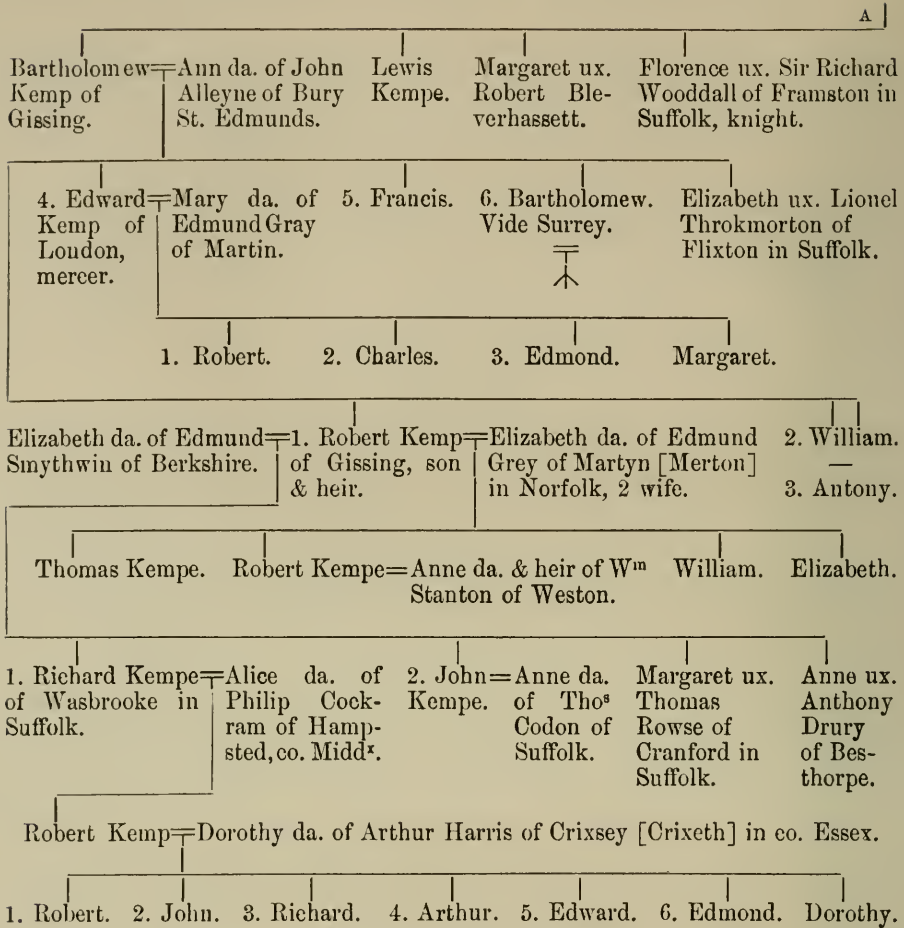 A
Bartholomew=Ann da. of John Lewis Margaret ux. Florence ux. Sir Richard
Kemp of Alleyne of Bury Kempe. Robert Ble- Wooddall of Framston in
Gissing. St. Edmunds. verhassett. Suffolk, knight.
4. Edward=Mary da. of 5. Francis. 6. Bartholomew. Elizabeth ux. Lionel
Kemp of Edmund Gray Vide Surrey. Throkmorton of
London, of Martin. Flixton in Suffolk.
mercer.
1. Robert. 2. Charles. 3. Edmond. Margaret.
Elizabeth da. of Edmund=1. Robert Kemp=Elizabeth da. of Edmund 2. William.
Smythwin of Berkshire. of Gissing, son Grey of Martyn [Merton] —
& heir. in Norfolk, 2 wife. 3. Antony.
Thomas Kempe. Robert Kempe=Anne da. & heir of Wm William. Elizabeth.
Stanton of Weston.
1. Richard Kempe=Alice da. of 2. John=Anne da. Margaret ux. Anne ux.
of Wasbrooke in Philip Cock- Kempe. of Thos Thomas Anthony
Suffolk. ram of Hamp- Codon of Rowse of Drury
sted, co. Middx. Suffolk. Cranford in of Bes-
Suffolk. thorpe.
Robert Kemp=Dorothy da. of Arthur Harris of Crixsey [Crixeth] in co. Essex.
1. Robert. 2. John. 3. Richard. 4. Arthur. 5. Edward. 6. Edmond. Dorothy.